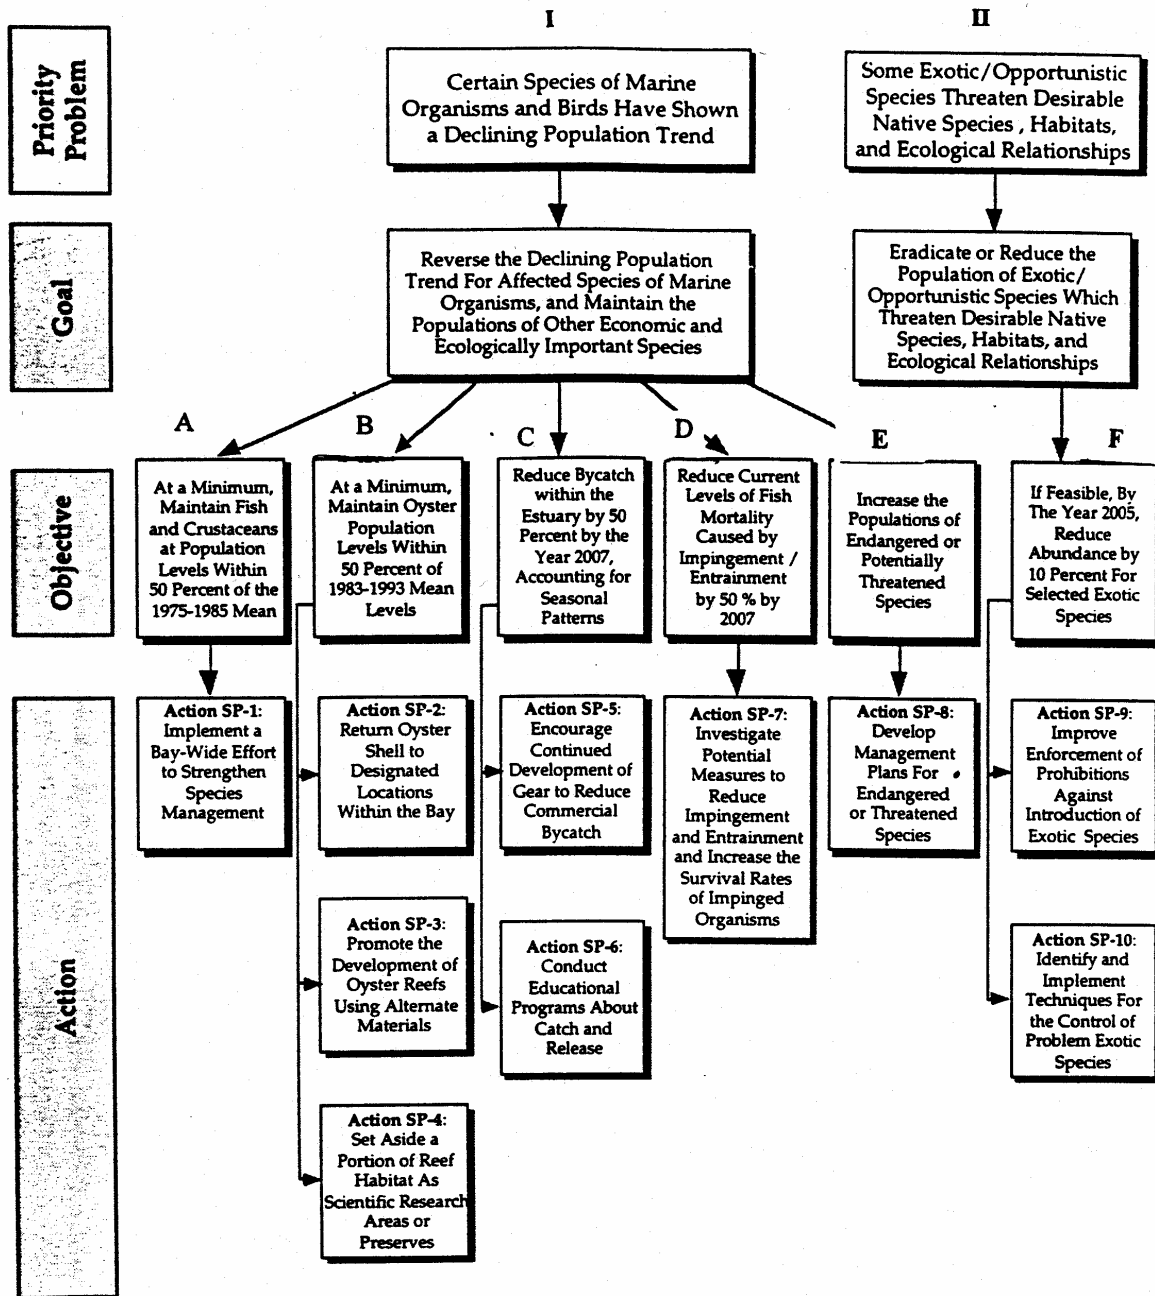 I
II
Priority
Problem
Certain Species of Marine
Organisms and Birds Have Shown
a Declining Population Trend
Some Exotic/Opportunistic
Species Threaten Desirable
Native Species , Habitats,
and Ecological Relationships
Goal
Reverse the Declining Population
Trend For Affected Species of Marine
Organisms, and Maintain the
Populations of Other Economic and
Ecologically Important Species
Eradicate or Reduce the
Population of Exotic/
Opportunistic Species Which
Threaten Desirable Native
Species, Habitats, and
Ecological Relationships
A
B
C
D
E
F
Objective
At a Minimum,
Maintain Fish
and Crustaceans
at Population
Levels Within
50 Percent of the
1975-1985 Mean
At a Minimum,
Maintain Oyster
Population
Levels Within
50 Percent of
1983-1993 Mean
Levels
Reduce Bycatch
within the
Estuary by 50
Percent by the
Year 2007,
Accounting for
Seasonal
Patterns
Reduce Current
Levels of Fish
Mortality
Caused by
Impingement /
Entrainment
by 50 % by
2007
Increase the
Populations of
Endangered or
Potentially
Threatened
Species
If Feasible, By
The Year 2005,
Reduce
Abundance by
10 Percent For
Selected Exotic
Species
Action
Action SP-1:
Implement a
Bay-Wide Effort
to Strengthen
Species
Management
Action SP-2:
Return Oyster
Shell to
Designated
Locations
Within the Bay
Action SP-5:
Encourage
Continued
Development of
Gear to Reduce
Commercial
Bycatch
Action SP-7:
Investigate
Potential
Measures to
Reduce
Impingement
and Entrainment
and Increase the
Survival Rates
of Impinged
Organisms
Action SP-8:
Develop
Management
Plans For
Endangered
or Threatened
Species
Action SP-9:
Improve
Enforcement of
Prohibitions
Against
Introduction of
Exotic Species
Action SP-3:
Promote the
Development of
Oyster Reefs
Using Alternate
Materials
Action SP-6:
Conduct
Educational
Programs About
Catch and
Release
Action SP-10:
Identify and
Implement
Techniques For
the Control of
Problem Exotic
Species
Action SP-4:
Set Aside a
Portion of Reef
Habitat As
Scientific Research
Areas or
Preserves